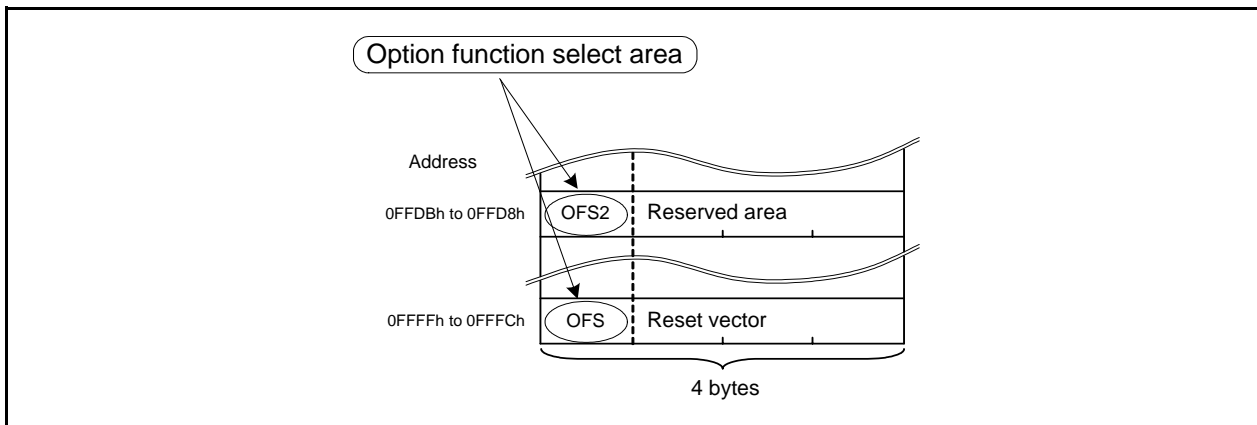 Option function select area
Address
0FFDBh to 0FFD8h OFS2 Reserved area
0FFFFh to 0FFFCh OFS Reset vector
4 bytes